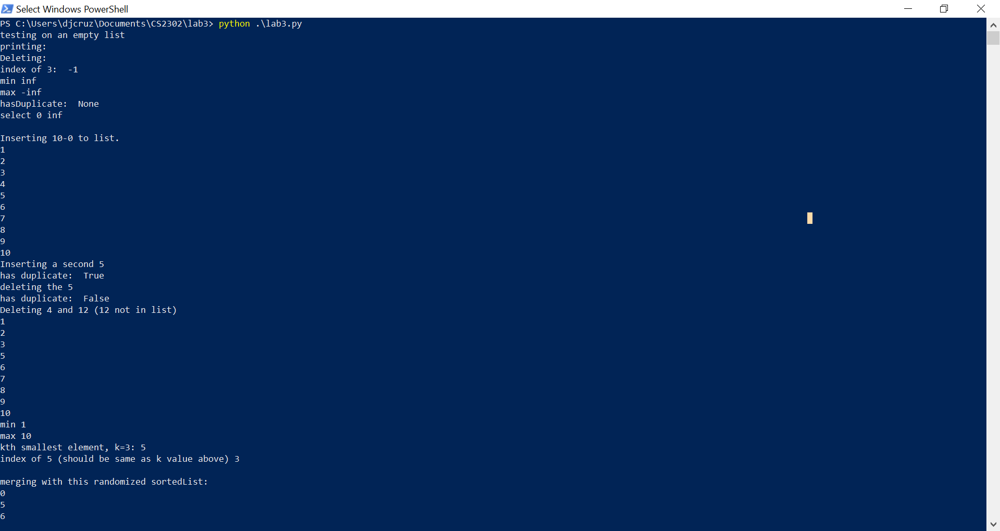 Select Windows PowerShell
PS C:\Users\djcruz\Documents\CS2302\lab3> python .\lab3.py
testing on an empty list
printing:
Deleting:
index of 3:  -1
min inf
max -inf
hasDuplicate:  None
select 0 inf
Inserting 10-0 to list.
1
2
3
4
5
6
7
8
9
10
Inserting a second 5
has duplicate:  True
deleting the 5
has duplicate:  False
Deleting 4 and 12 (12 not in list)
1
2
3
5
6
7
8
9
10
min 1
max 10
kth smallest element, k=3: 5
index of 5 (should be same as k value above) 3
merging with this randomized sortedList:
0
5
6